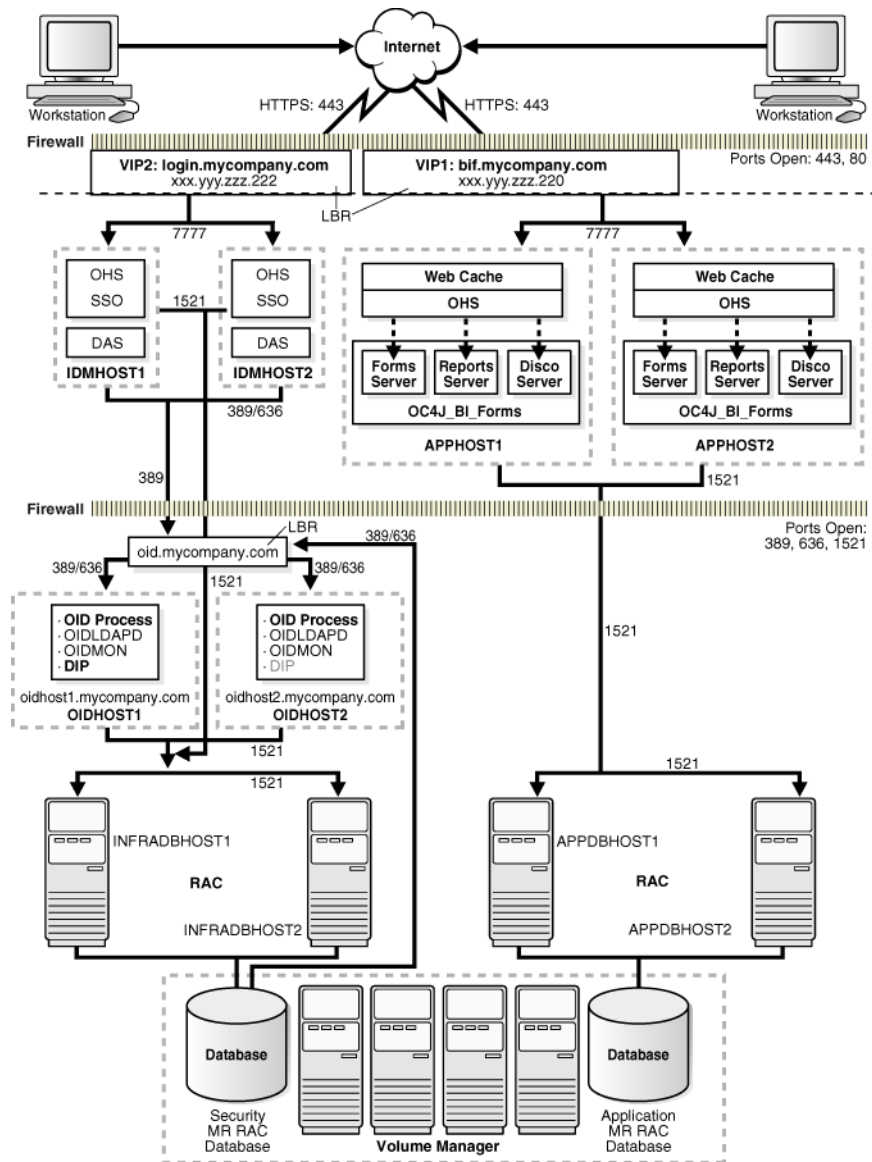 Internet
Workstation
Workstation
HTTPS: 443
HTTPS: 443
Firewall
Ports Open: 443, 80
VIP2: login.mycompany.com
xxx.yyy.zzz.222
VIP1: bif.mycompany.com
xxx.yyy.zzz.220
LBR
7777
7777
OHS
SSO
DAS
IDMHOST1
1521
OHS
SSO
DAS
IDMHOST2
Web Cache
OHS
Forms
Server
Reports
Server
Disco
Server
OC4J_BI_Forms
APPHOST1
Web Cache
OHS
Forms
Server
Reports
Server
Disco
Server
OC4J_BI_Forms
APPHOST2
389/636
389
1521
Firewall
Ports Open:
389, 636, 1521
LBR
oid.mycompany.com
389/636
389/636
389/636
1521
· OID Process
· OIDLDAPD
· OIDMON
· DIP
oidhost1.mycompany.com
OIDHOST1
· OID Process
· OIDLDAPD
· OIDMON
· DIP
oidhost2.mycompany.com
OIDHOST2
1521
1521
1521
1521
INFRADBHOST1
RAC
INFRADBHOST2
APPDBHOST1
RAC
APPDBHOST2
Database
Security
MR RAC
Database
Volume Manager
Database
Application
MR RAC
Database